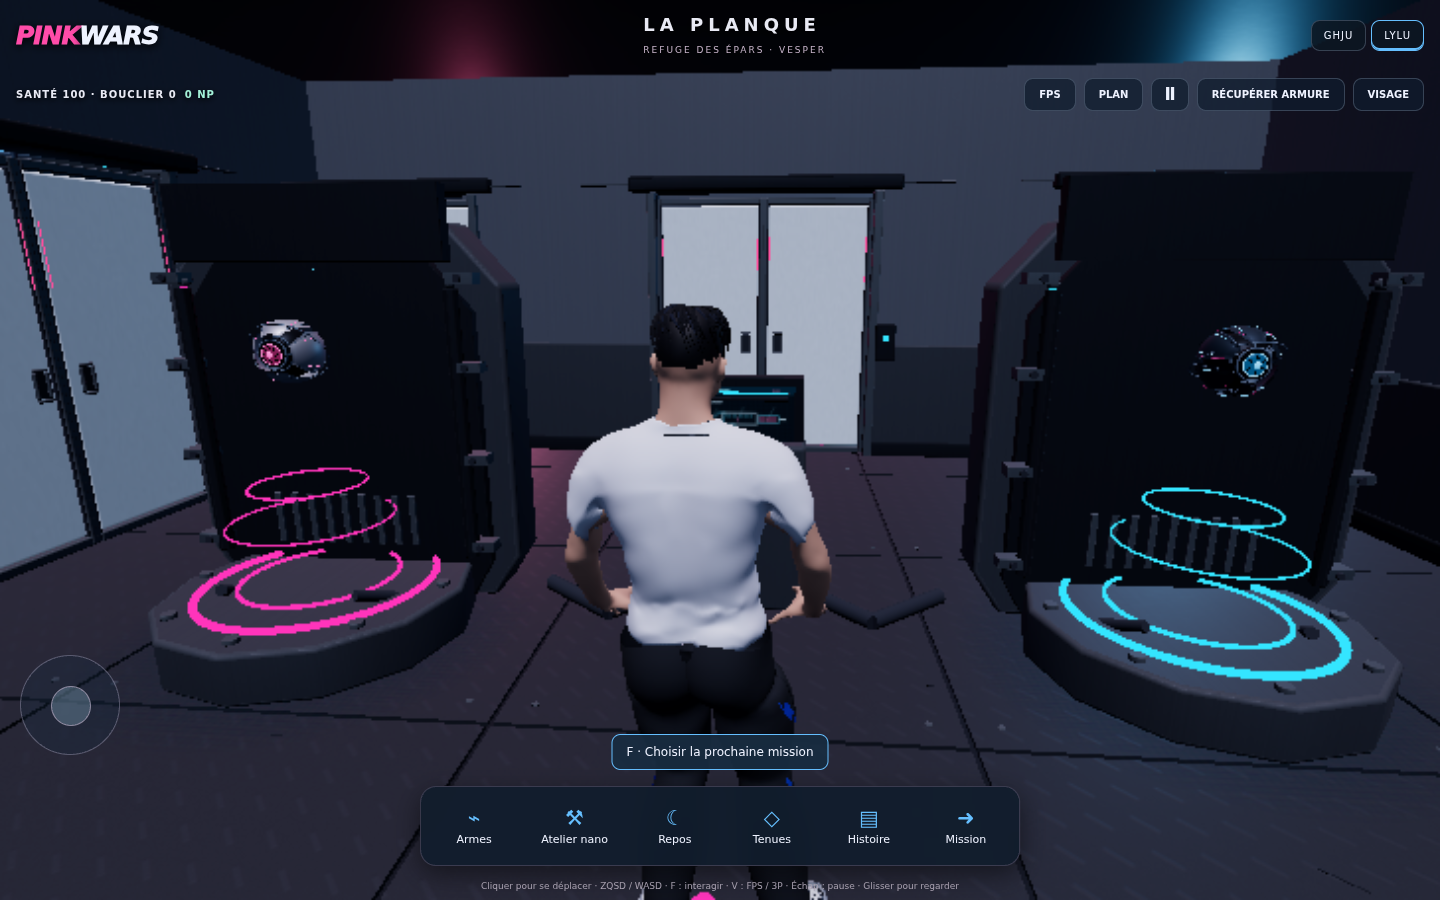 PINKWARS
LA PLANQUE
REFUGE DES ÉPARS · VESPER
GHJU
LYLU
SANTÉ 100 · BOUCLIER 0 0 NP
FPS
PLAN
RÉCUPÉRER ARMURE
VISAGE
F · Choisir la prochaine mission
Armes
Atelier nano
Repos
Tenues
Histoire
Mission
Cliquer pour se déplacer · ZQSD / WASD · F : interagir · V : FPS / 3P · Échap : pause · Glisser pour regarder